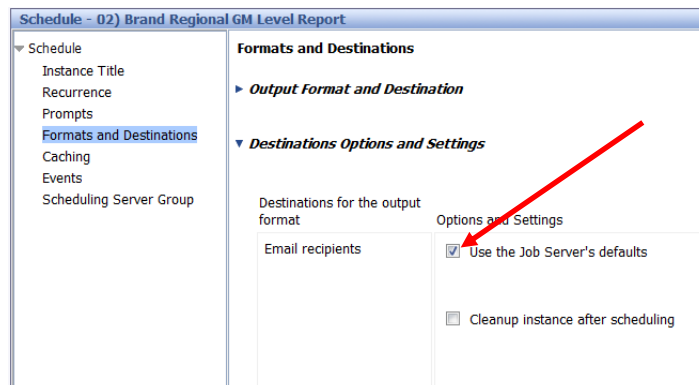 Schedule - 02) Brand Regional GM Level Report
Schedule
Instance Title
Recurrence
Prompts
Formats and Destinations
Caching
Events
Scheduling Server Group
Formats and Destinations
Output Format and Destination
Destinations Options and Settings
Destinations for the output
format
Options and Settings
Email recipients
Use the Job Server's defaults
Cleanup instance after scheduling